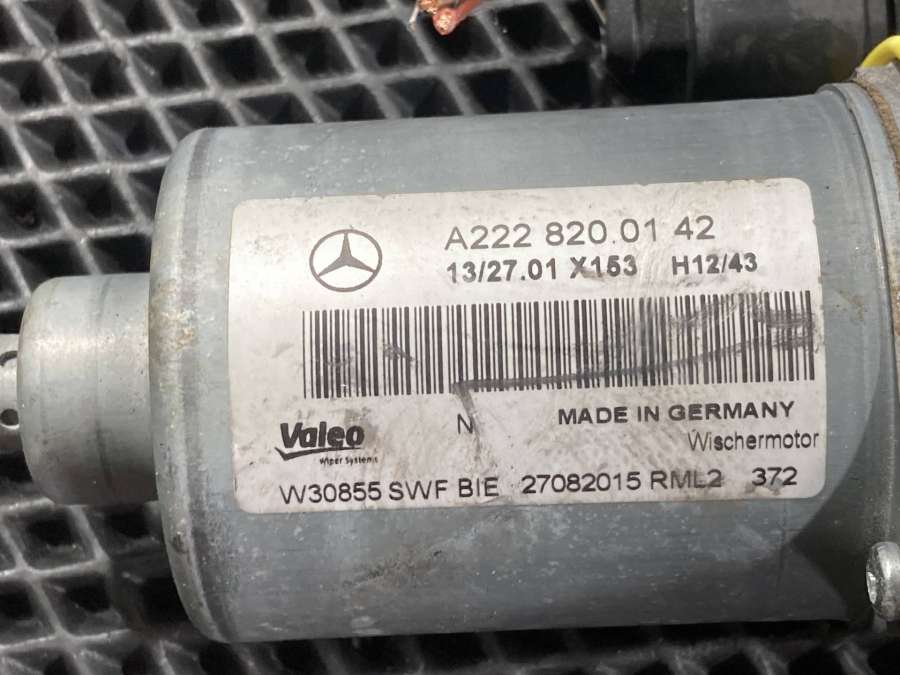 A222 820.01 42
13/27.01 X153 H12/43
N MADE IN GERMANY
Valeo
Wiper Systems
Wischermotor
W30855 SWF BIE 27082015 RML2 372